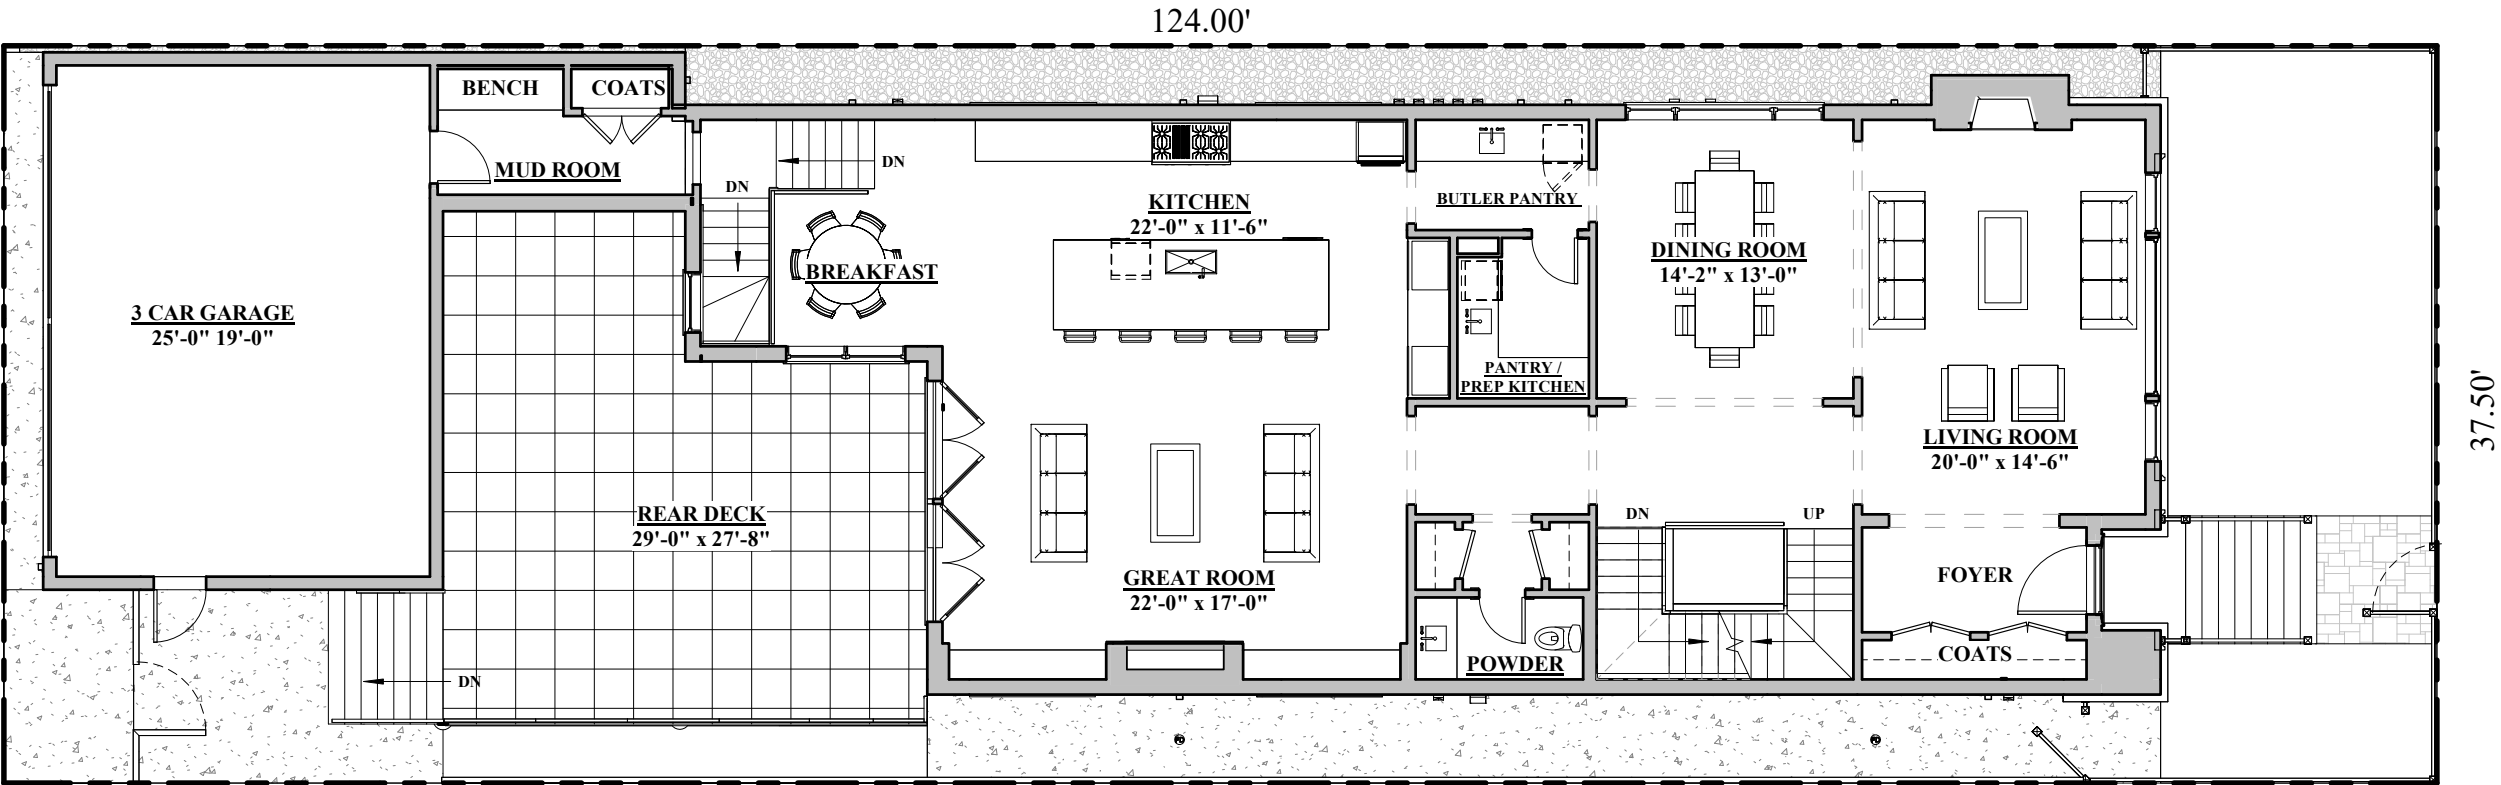 124.00'
BENCH
COATS
MUD ROOM
DN
DN
KITCHEN
22'-0" x 11'-6"
BUTLER PANTRY
DINING ROOM
14'-2" x 13'-0"
BREAKFAST
3 CAR GARAGE
25'-0" 19'-0"
PANTRY /
PREP KITCHEN
37.50'
LIVING ROOM
20'-0" x 14'-6"
REAR DECK
29'-0" x 27'-8"
DN
UP
GREAT ROOM
22'-0" x 17'-0"
FOYER
POWDER
COATS
DN